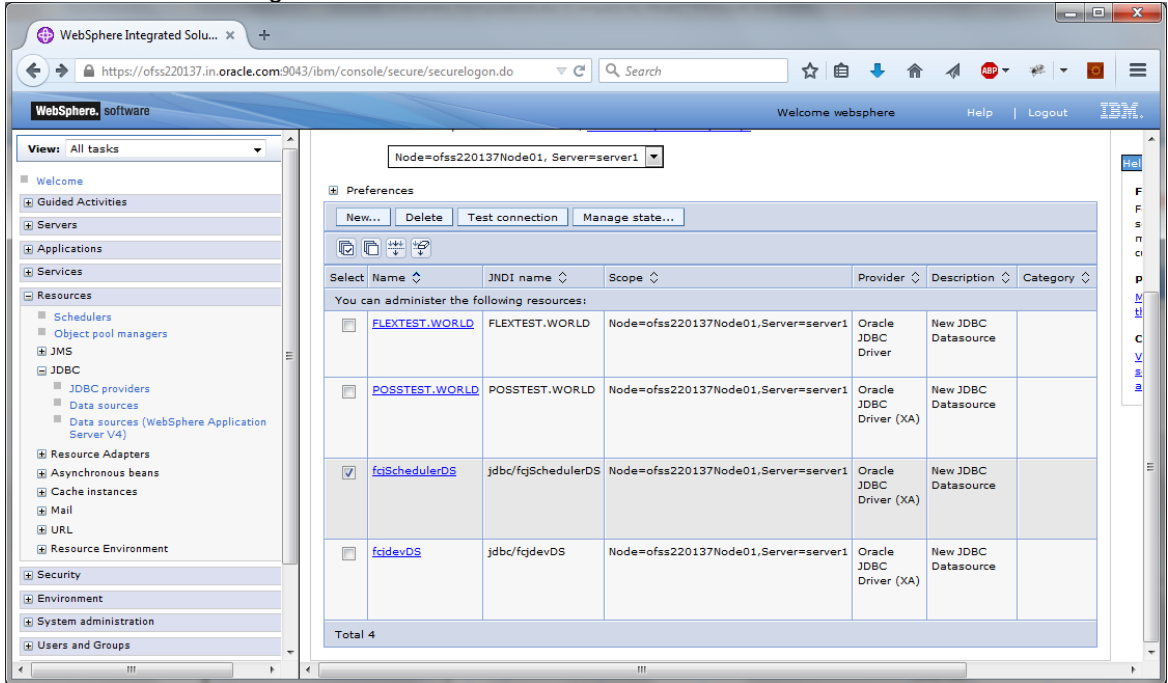 WebSphere Integrated Solu...
https://ofss220137.in.oracle.com:9043/ibm/console/secure/securelogon.do
Search
ABP
WebSphere. software
Welcome websphere
Help | Logout
IBM.
View: All tasks
Welcome
Guided Activities
Servers
Applications
Services
Resources
Schedulers
Object pool managers
JMS
JDBC
JDBC providers
Data sources
Data sources (WebSphere Application
Server V4)
Resource Adapters
Asynchronous beans
Cache instances
Mail
URL
Resource Environment
Security
Environment
System administration
Users and Groups
Node=ofss220137Node01, Server=server1
Preferences
New... Delete Test connection Manage state...
Select Name JNDI name Scope Provider Description Category
You can administer the following resources:
FLEXTEST.WORLD FLEXTEST.WORLD Node=ofss220137Node01,Server=server1 Oracle New JDBC
JDBC Datasource
Driver
POSSTEST.WORLD POSSTEST.WORLD Node=ofss220137Node01,Server=server1 Oracle New JDBC
JDBC Datasource
Driver (XA)
fcjSchedulerDS jdbc/fcjSchedulerDS Node=ofss220137Node01,Server=server1 Oracle New JDBC
JDBC Datasource
Driver (XA)
fcjdevDS jdbc/fcjdevDS Node=ofss220137Node01,Server=server1 Oracle New JDBC
JDBC Datasource
Driver (XA)
Total 4
Hel